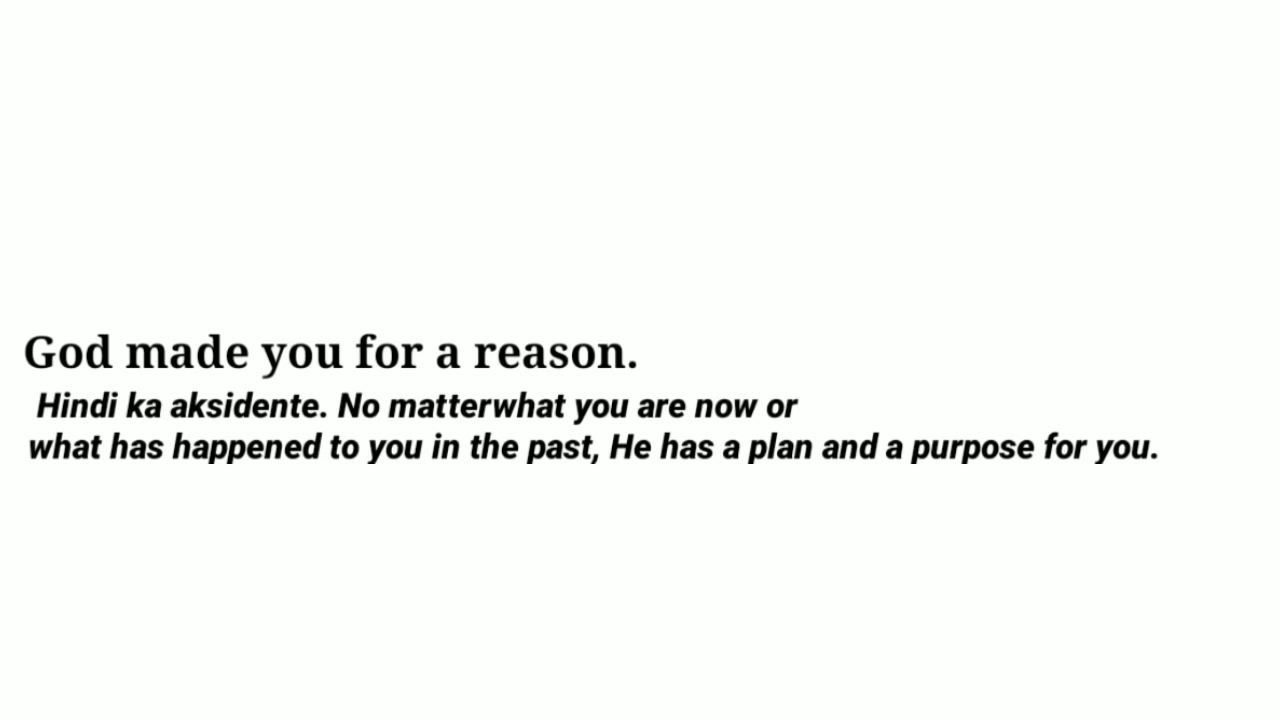 God made you for a reason.
Hindi ka aksidente. No matterwhat you are now or
what has happened to you in the past, He has a plan and a purpose for you.